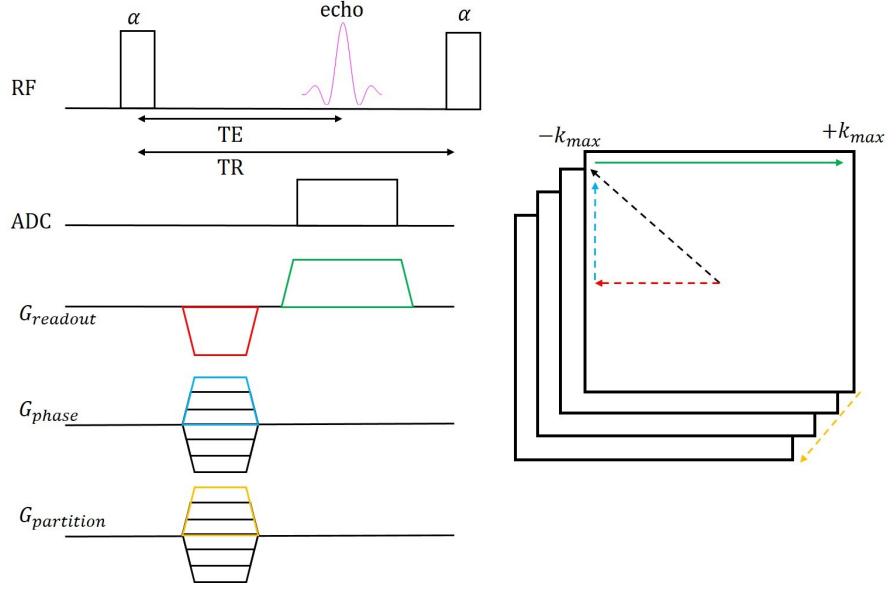 α
echo
α
RF
TE
TR
ADC
G_readout
G_phase
G_partition
−k_max
+k_max